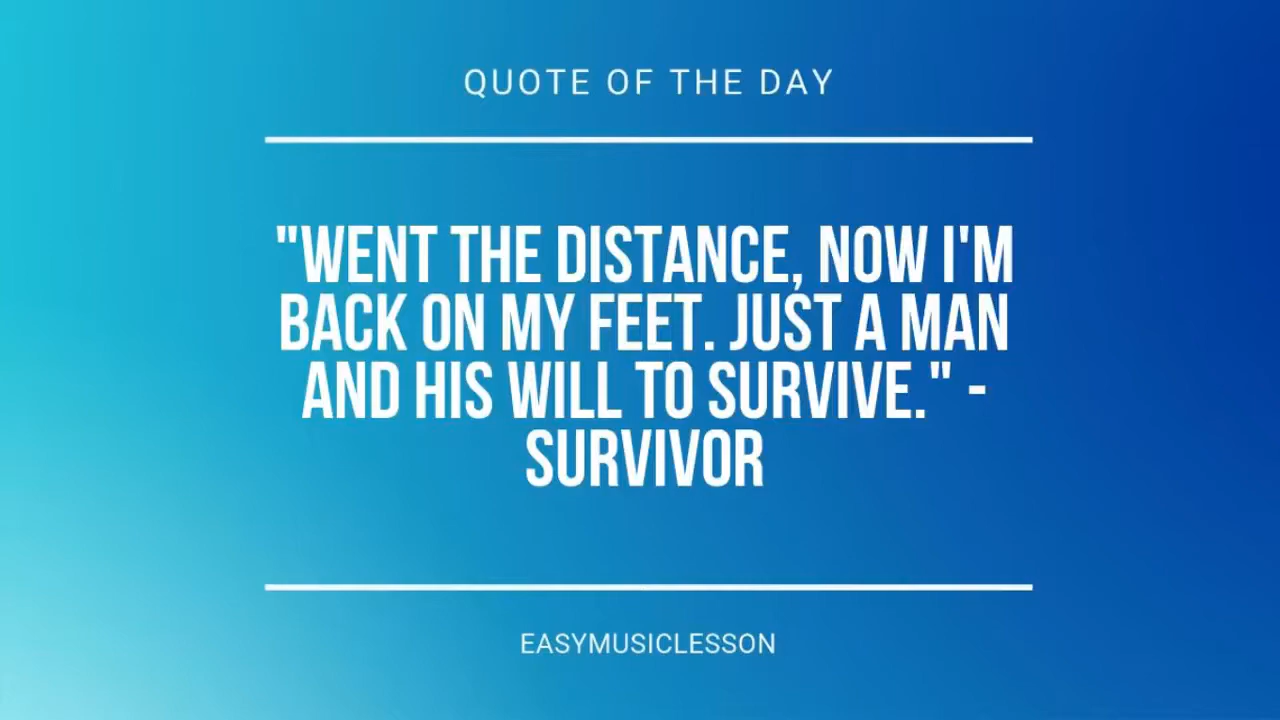 QUOTE OF THE DAY
"WENT THE DISTANCE, NOW I'M
BACK ON MY FEET. JUST A MAN
AND HIS WILL TO SURVIVE." -
SURVIVOR
EASYMUSICLESSON